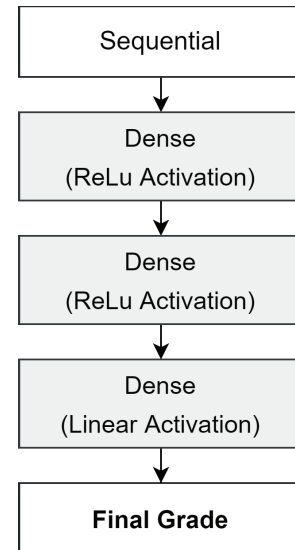 Sequential
Dense
(ReLu Activation)
Dense
(ReLu Activation)
Dense
(Linear Activation)
Final Grade